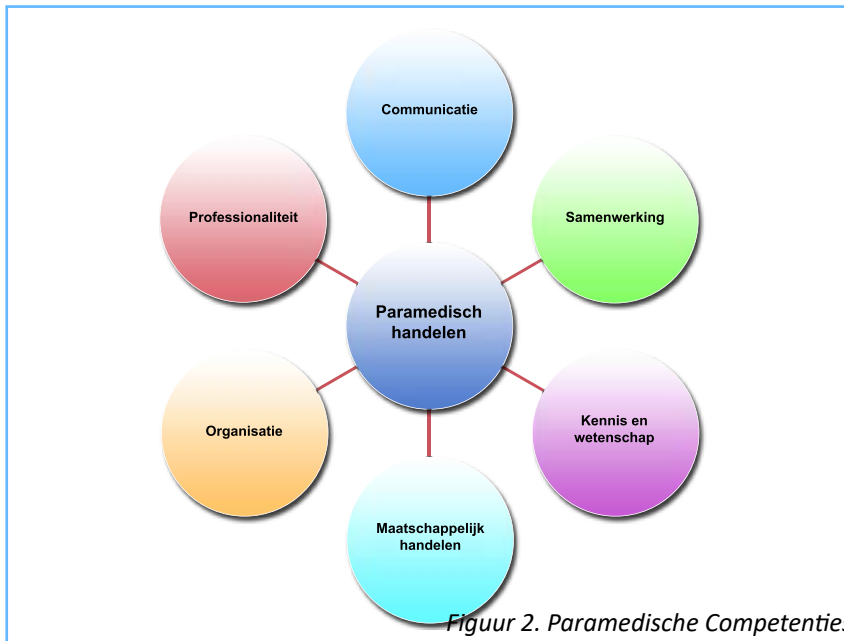 Communicatie
Professionaliteit
Samenwerking
Paramedisch
handelen
Organisatie
Kennis en
wetenschap
Maatschappelijk
handelen
Figuur 2. Paramedische Competenties